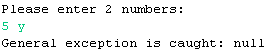 Please enter 2 numbers:
5 y
General exception is caught: null